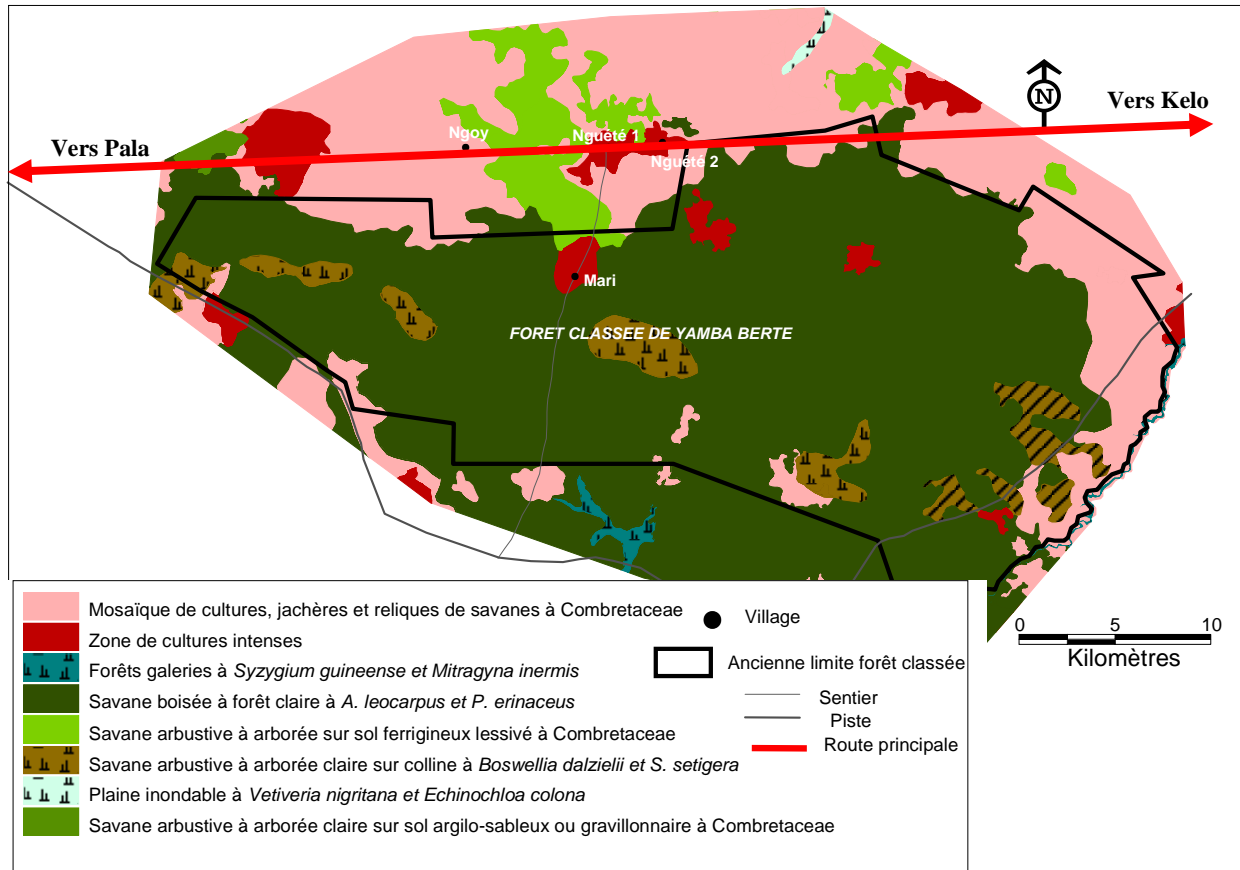 Vers Kelo
Vers Pala
N
Ngoy
Nguété 1
Nguété 2
Mari
FORET CLASSEE DE YAMBA BERTE
0 5 10
Kilomètres
Mosaïque de cultures, jachères et reliques de savanes à Combretaceae
Zone de cultures intenses
Forêts galeries à Syzygium guineense et Mitragyna inermis
Savane boisée à forêt claire à A. leocarpus et P. erinaceus
Savane arbustive à arborée sur sol ferrigineux lessivé à Combretaceae
Savane arbustive à arborée claire sur colline à Boswellia dalzielii et S. setigera
Plaine inondable à Vetiveria nigritana et Echinochloa colona
Savane arbustive à arborée claire sur sol argilo-sableux ou gravillonnaire à Combretaceae
Village
Ancienne limite forêt classée
Sentier
Piste
Route principale